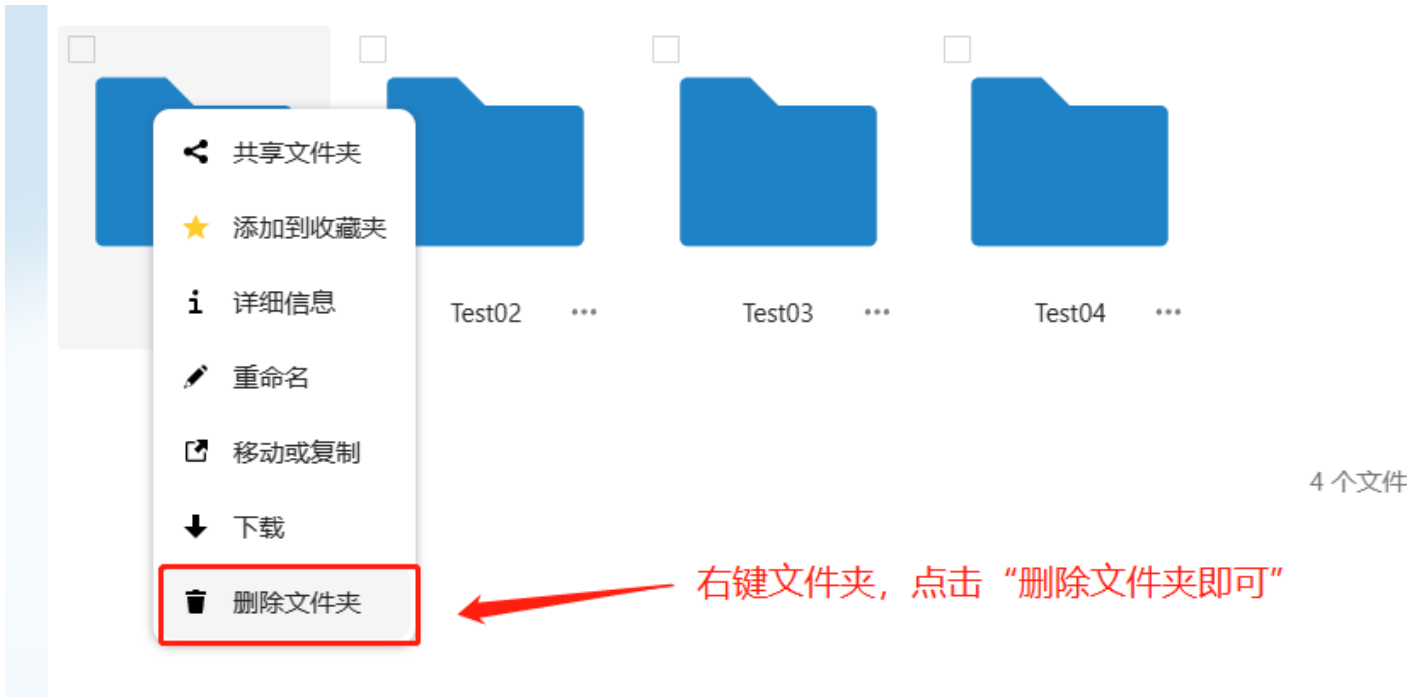 共享文件夹
添加到收藏夹
详细信息
Test02 ···
Test03 ···
Test04 ···
重命名
移动或复制
4 个文件
下载
删除文件夹
右键文件夹，点击“删除文件夹即可”